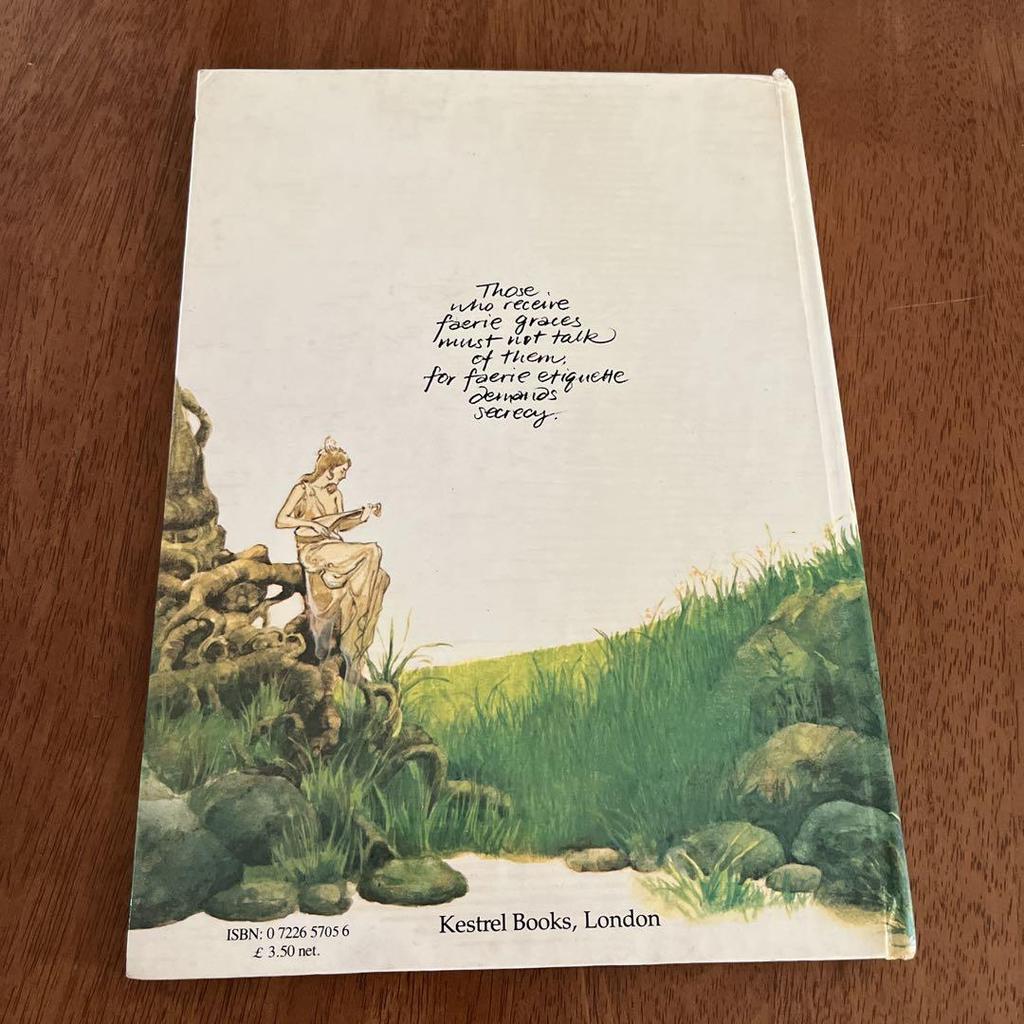 Those
who receive
faerie graces
must not talk
of them,
for faerie etiquette
demands
secrecy.
ISBN: 0 7226 5705 6
£ 3.50 net.
Kestrel Books, London